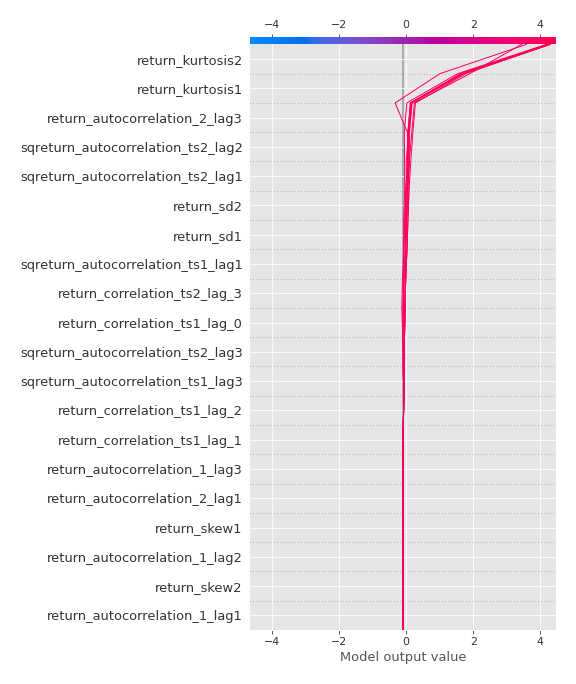 −4 −2 0 2 4
return_kurtosis2
return_kurtosis1
return_autocorrelation_2_lag3
sqreturn_autocorrelation_ts2_lag2
sqreturn_autocorrelation_ts2_lag1
return_sd2
return_sd1
sqreturn_autocorrelation_ts1_lag1
return_correlation_ts2_lag_3
return_correlation_ts1_lag_0
sqreturn_autocorrelation_ts2_lag3
sqreturn_autocorrelation_ts1_lag3
return_correlation_ts1_lag_2
return_correlation_ts1_lag_1
return_autocorrelation_1_lag3
return_autocorrelation_2_lag1
return_skew1
return_autocorrelation_1_lag2
return_skew2
return_autocorrelation_1_lag1
−4 −2 0 2 4
Model output value